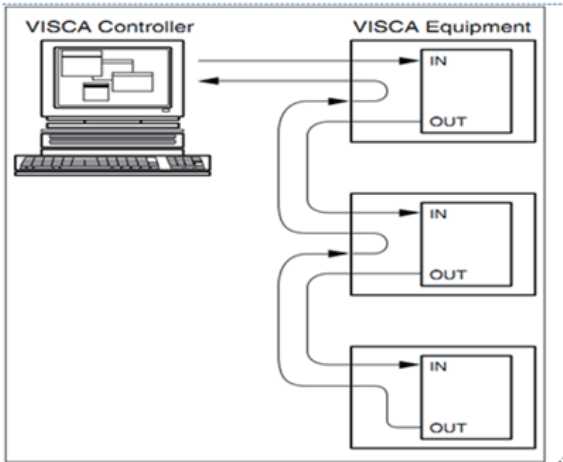 VISCA Controller
VISCA Equipment
IN
OUT
IN
OUT
IN
OUT